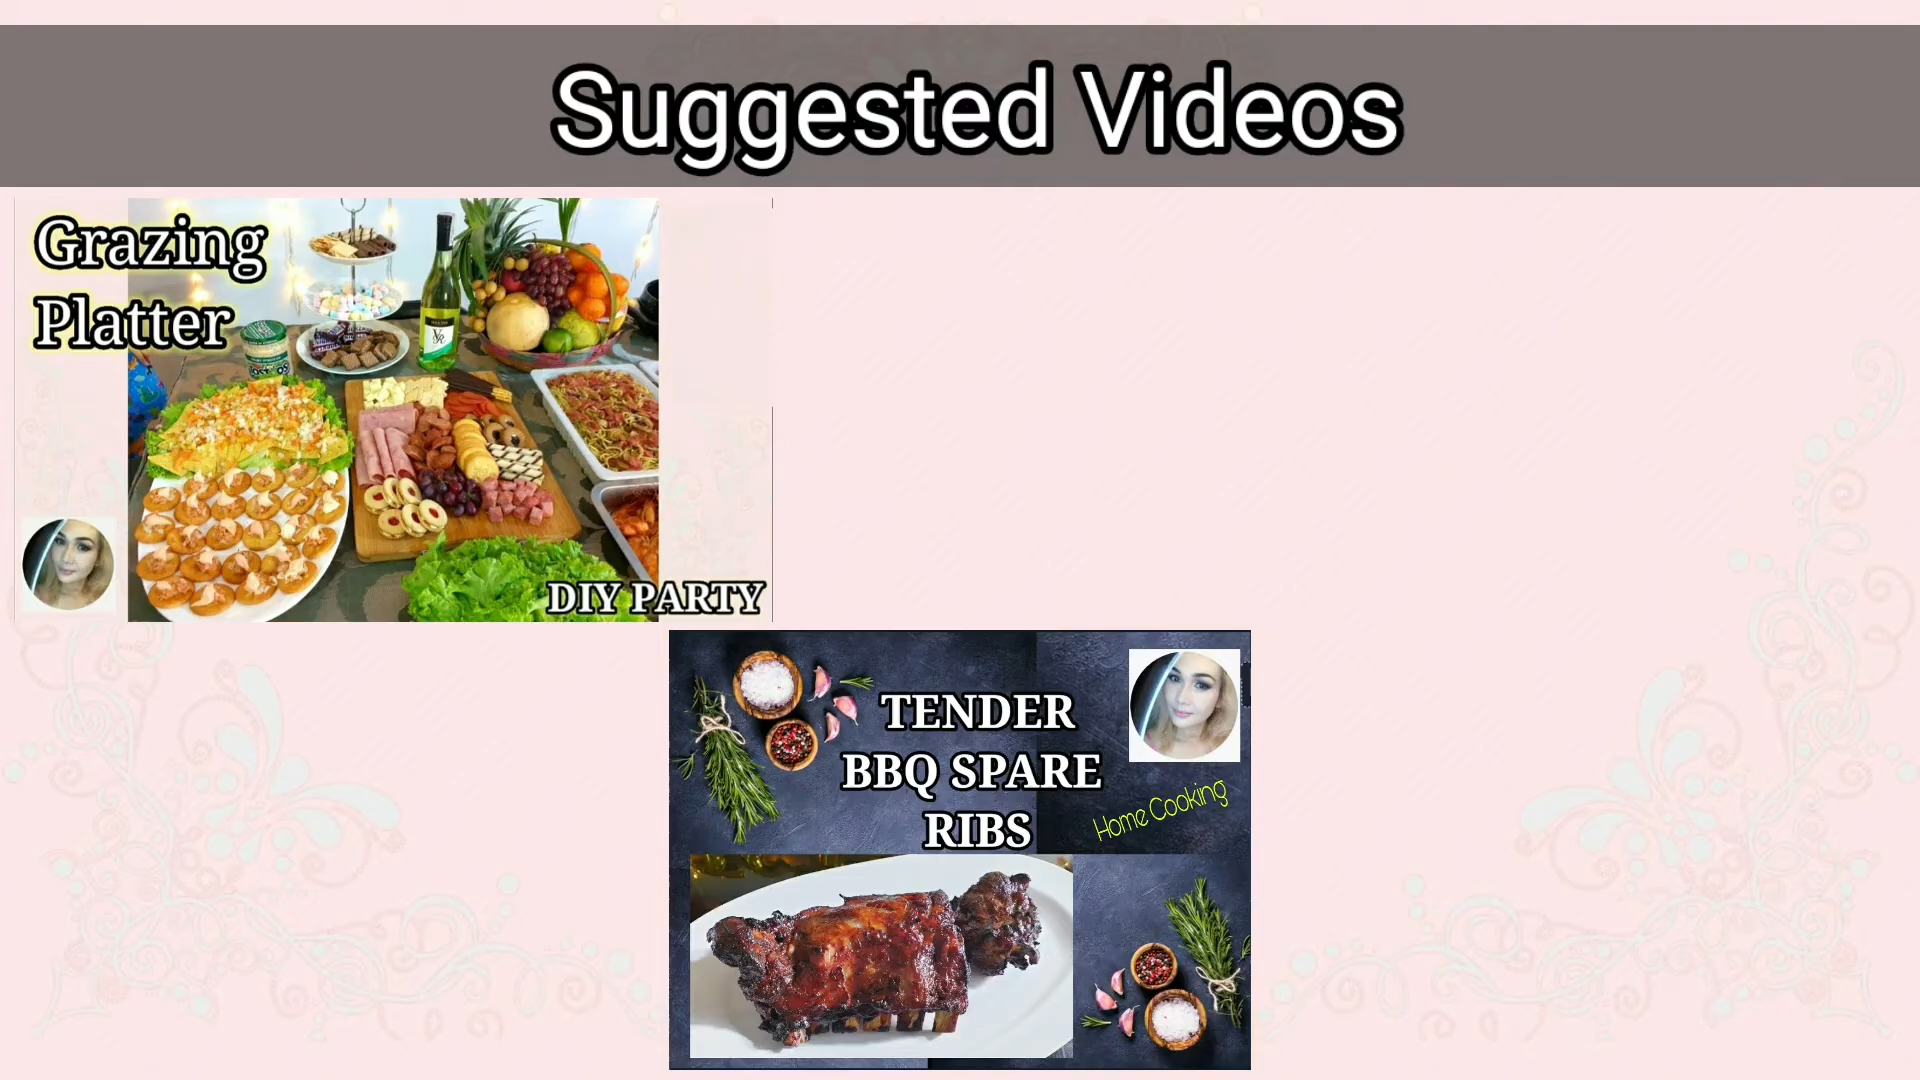 Suggested Videos
Grazing
Platter
DIY PARTY
TENDER
BBQ SPARE
RIBS
Home Cooking